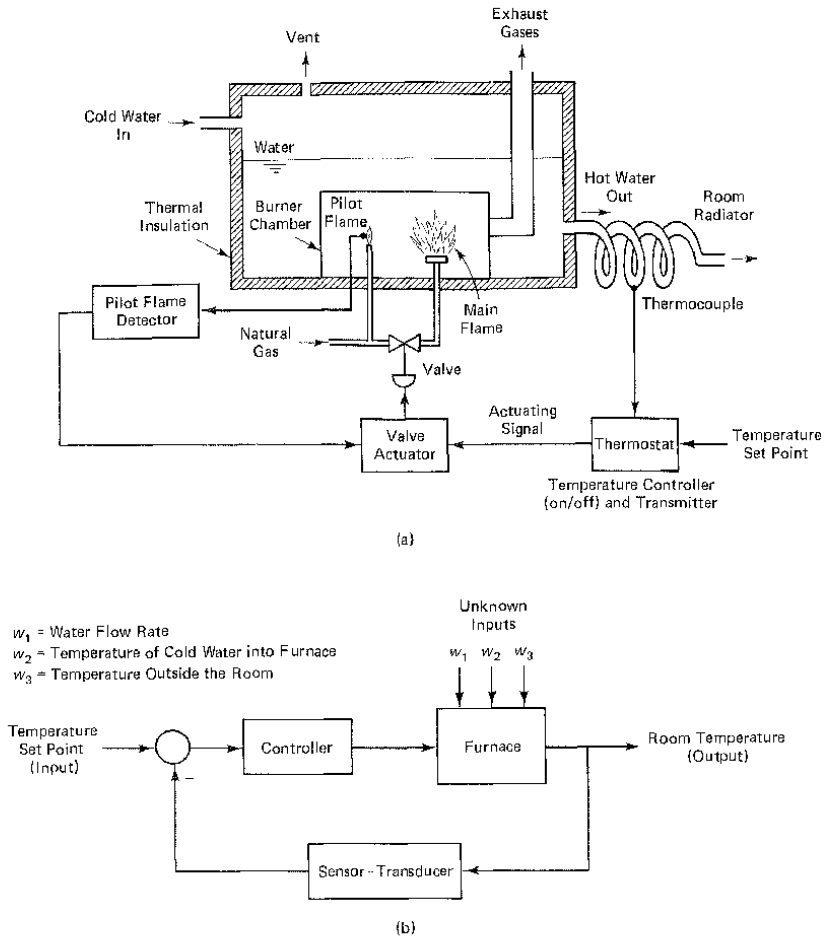 Exhaust
Gases
Vent
Cold Water
In
Water
Hot Water
Out
Room
Radiator
Thermal
Insulation
Burner
Chamber
Pilot
Flame
Thermocouple
Pilot Flame
Detector
Main
Flame
Natural
Gas
Valve
Actuating
Signal
Valve
Actuator
Thermostat
Temperature
Set Point
Temperature Controller
(on/off) and Transmitter
(a)
Unknown
Inputs
w1 = Water Flow Rate
w2 = Temperature of Cold Water into Furnace
w3 = Temperature Outside the Room
w1 w2 w3
Temperature
Set Point
(Input)
Controller
Furnace
Room Temperature
(Output)
−
Sensor-Transducer
(b)